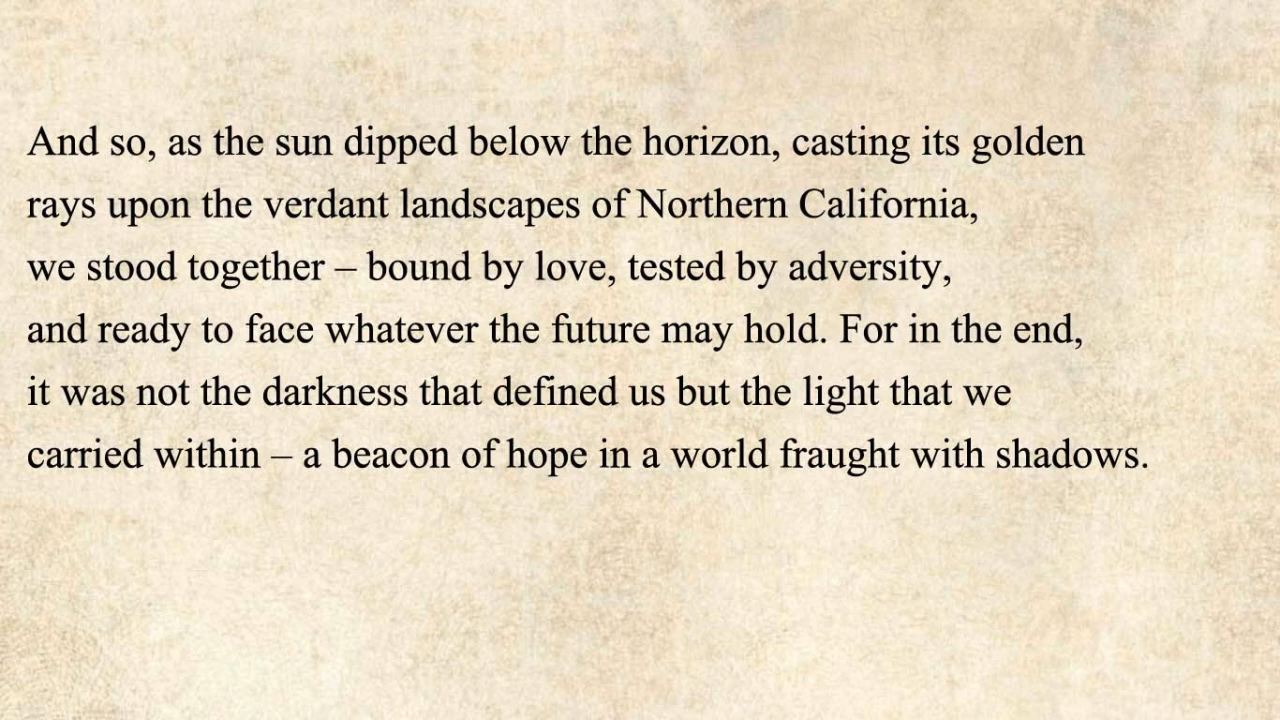 And so, as the sun dipped below the horizon, casting its golden
rays upon the verdant landscapes of Northern California,
we stood together – bound by love, tested by adversity,
and ready to face whatever the future may hold. For in the end,
it was not the darkness that defined us but the light that we
carried within – a beacon of hope in a world fraught with shadows.